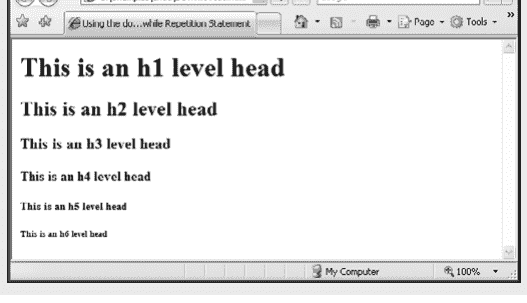 Using the do...while Repetition Statement
Page Tools »
This is an h1 level head
This is an h2 level head
This is an h3 level head
This is an h4 level head
This is an h5 level head
This is an h6 level head
My Computer 100%